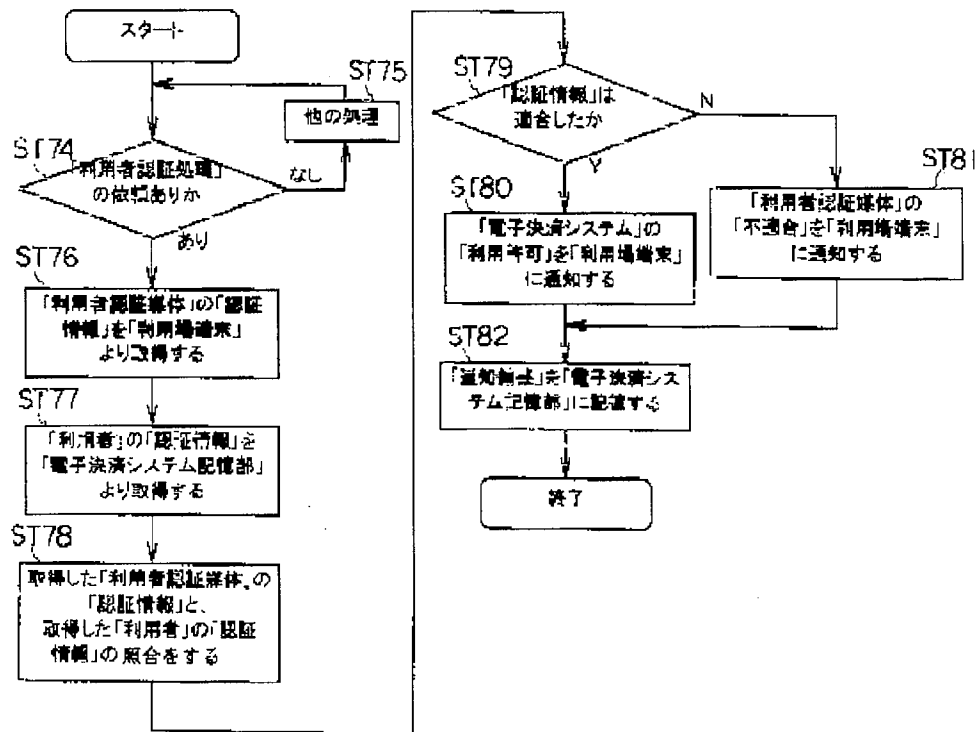 スタート
ST75
他の処理
ST74
「利用者認証処理」
の依頼ありか
なし
あり
ST76
「利用者認証媒体」の「認証
情報」を「利用場端末」
より取得する
ST77
「利用者」の「認証情報」を
「電子決済システム記憶部」
より取得する
ST78
取得した「利用者認証媒体」の
「認証情報」と、
取得した「利用者」の「認証
情報」の照合をする
ST79
「認証情報」は
適合したか
N
Y
ST80
「電子決済システム」の
「利用許可」を「利用場端末」
に通知する
ST81
「利用者認証媒体」の
「不適合」を「利用場端末」
に通知する
ST82
を「電子決済システ
ム記憶部」に記憶する
終了